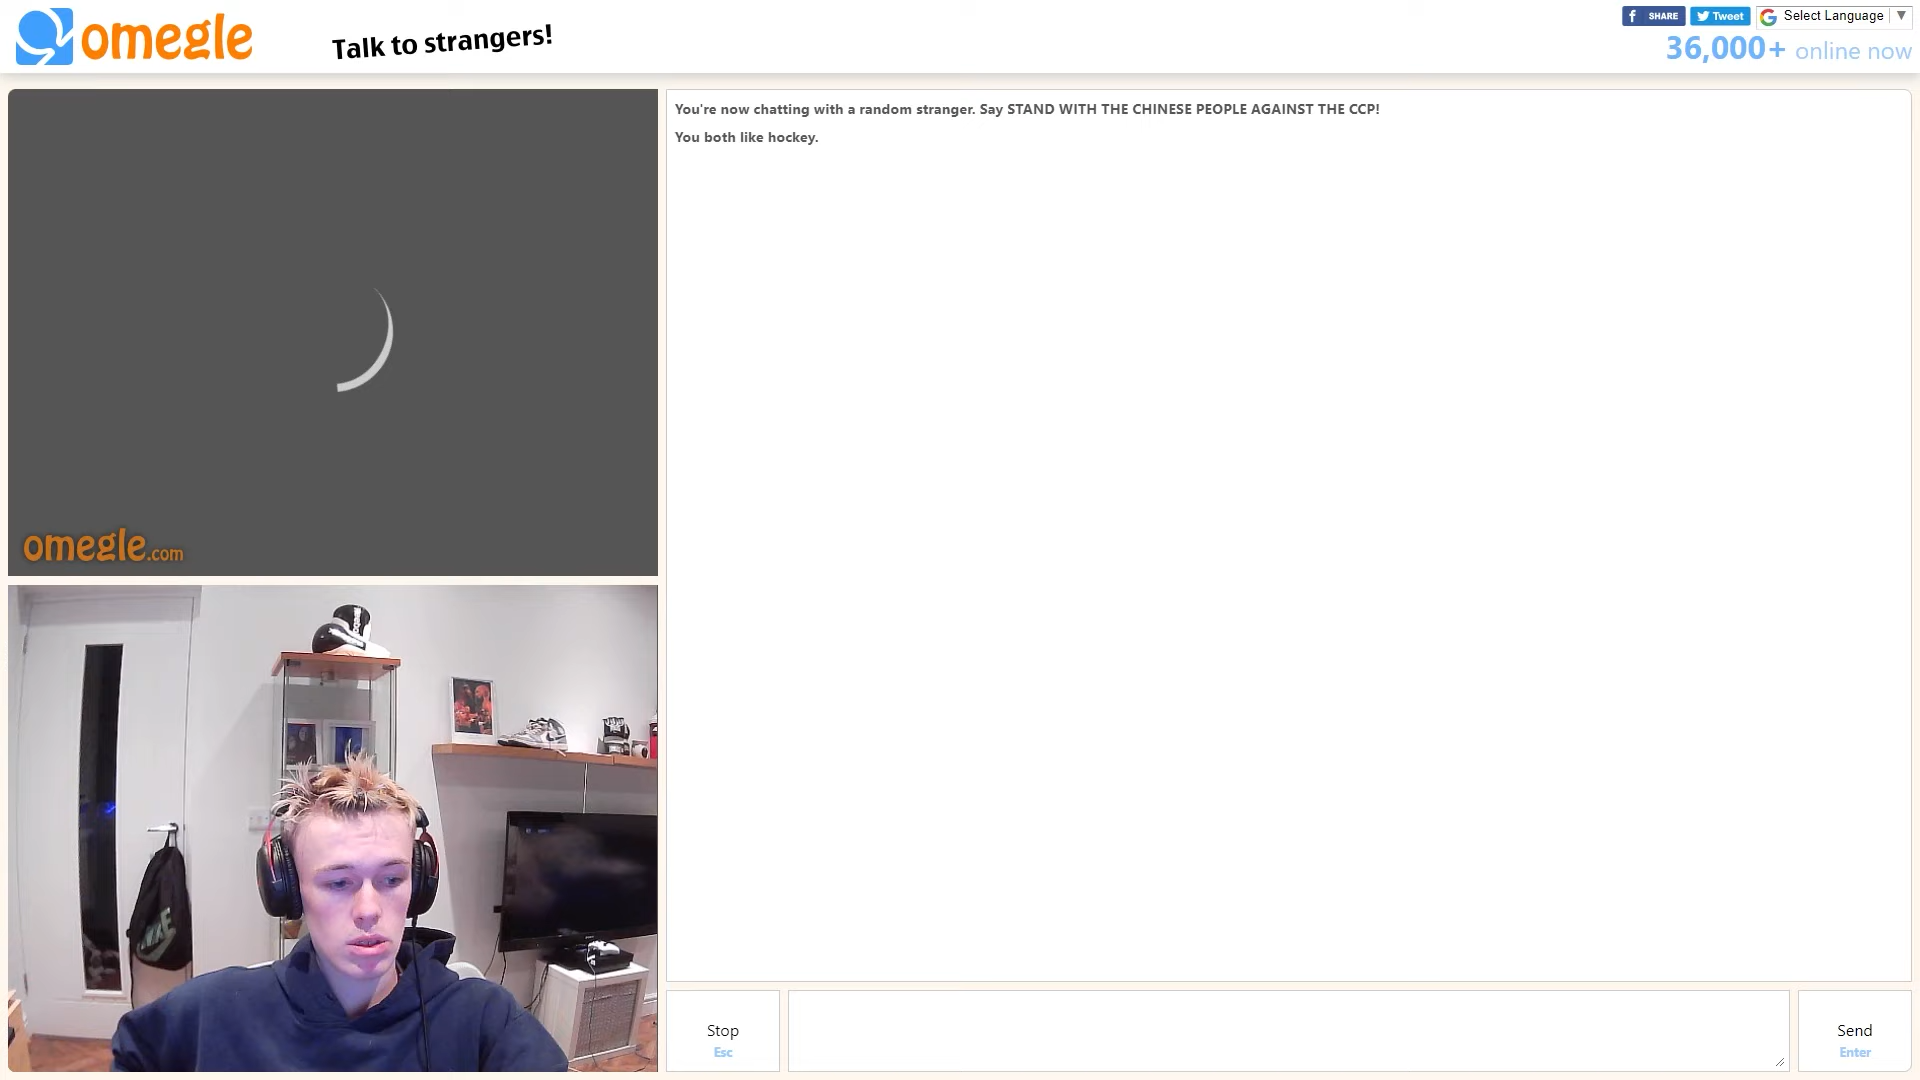 omegle
Talk to strangers!
SHARE
Tweet
Select Language
36,000+ online now
You're now chatting with a random stranger. Say STAND WITH THE CHINESE PEOPLE AGAINST THE CCP!
You both like hockey.
omegle.com
NIKE
Stop
Esc
Send
Enter